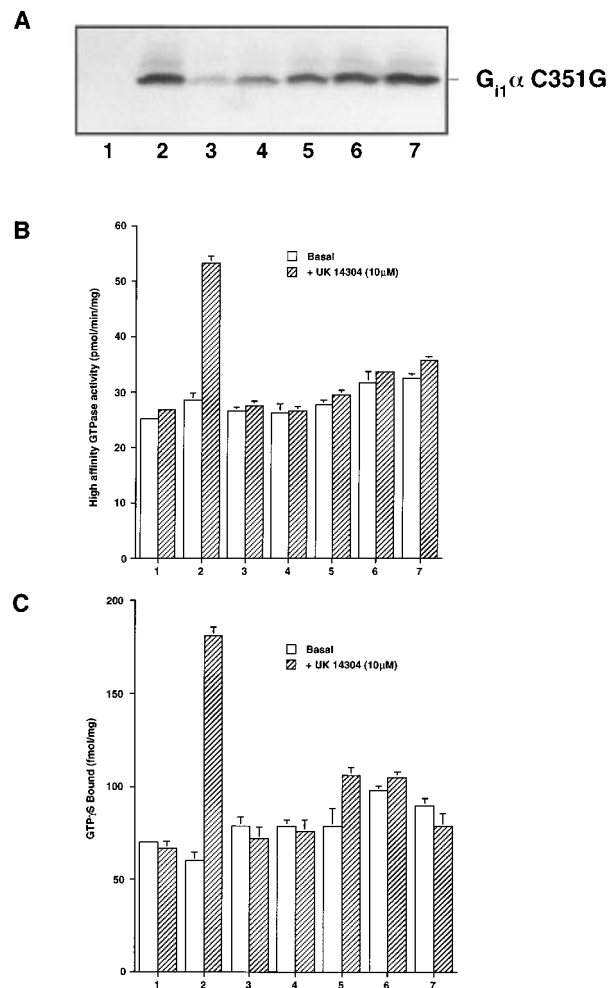 A
G_i1 α C351G
1 2 3 4 5 6 7
B
High affinity GTPase activity (pmol/min/mg)
60
50
40
30
20
10
0
Basal
+ UK 14304 (10µM)
1 2 3 4 5 6 7
C
GTPγS Bound (fmol/mg)
200
150
100
50
0
Basal
+ UK 14304 (10µM)
1 2 3 4 5 6 7